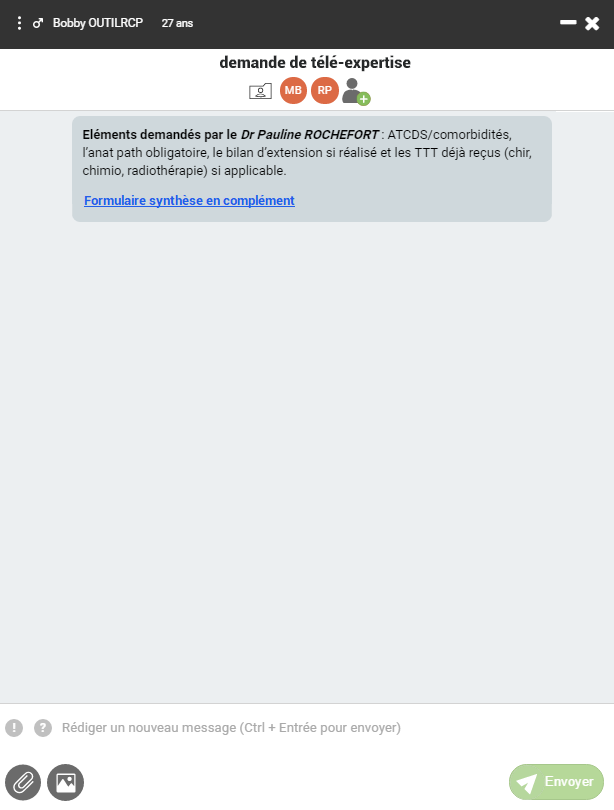 Bobby OUTILRCP 27 ans
demande de télé-expertise
MB RP
Eléments demandés par le Dr Pauline ROCHEFORT : ATCDS/comorbidités,
l'anat path obligatoire, le bilan d'extension si réalisé et les TTT déjà reçus (chir,
chimio, radiothérapie) si applicable.
Formulaire synthèse en complément
! ? Rédiger un nouveau message (Ctrl + Entrée pour envoyer)
Envoyer